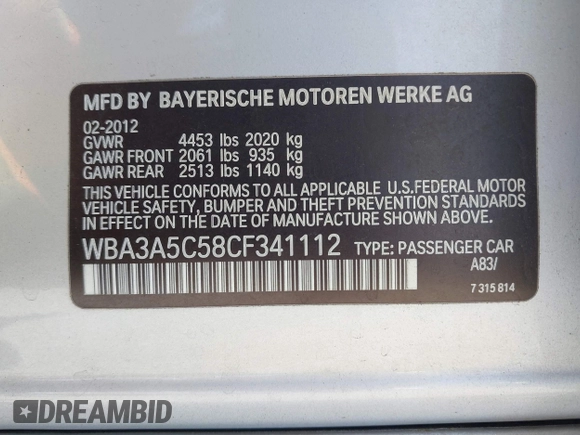 MFD BY BAYERISCHE MOTOREN WERKE AG
02-2012
GVWR 4453 lbs 2020 kg
GAWR FRONT 2061 lbs 935 kg
GAWR REAR 2513 lbs 1140 kg
THIS VEHICLE CONFORMS TO ALL APPLICABLE U.S.FEDERAL MOTOR
VEHICLE SAFETY, BUMPER AND THEFT PREVENTION STANDARDS
IN EFFECT ON THE DATE OF MANUFACTURE SHOWN ABOVE.
WBA3A5C58CF341112 TYPE: PASSENGER CAR
A83/
7 315 814
DREAMBID